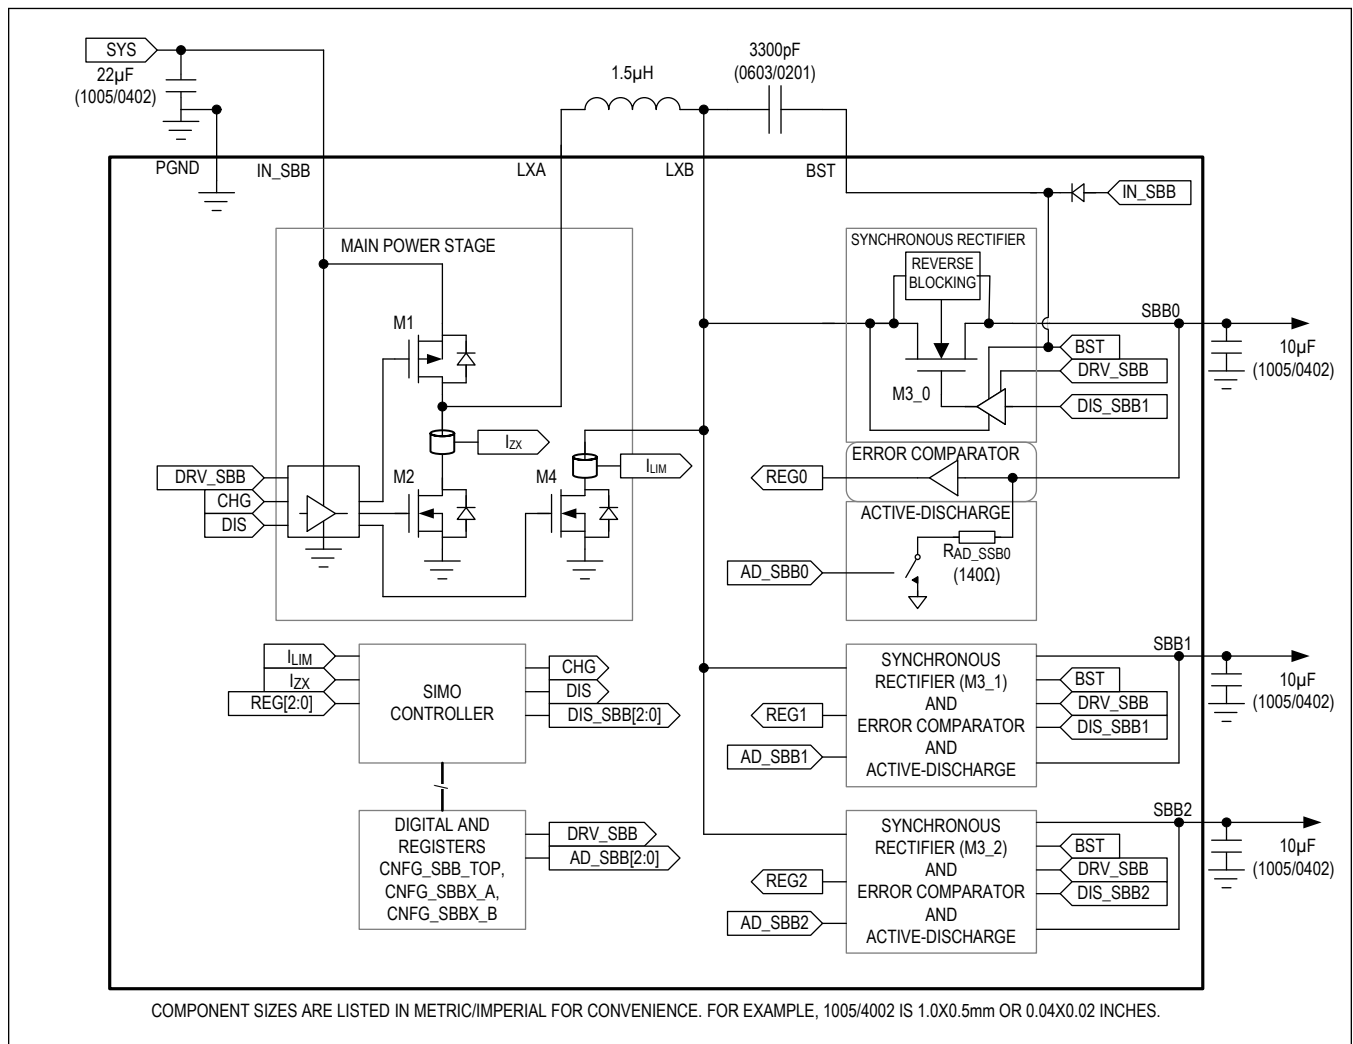 SYS
22µF
(1005/0402)
1.5µH
3300pF
(0603/0201)
PGND
IN_SBB
LXA
LXB
BST
IN_SBB
MAIN POWER STAGE
M1
IZX
M2
M4
ILIM
DRV_SBB
CHG
DIS
SYNCHRONOUS RECTIFIER
REVERSE
BLOCKING
M3_0
BST
DRV_SBB
DIS_SBB1
SBB0
10µF
(1005/0402)
ERROR COMPARATOR
REG0
ACTIVE-DISCHARGE
RAD_SSB0
(140Ω)
AD_SBB0
ILIM
IZX
REG[2:0]
SIMO
CONTROLLER
CHG
DIS
DIS_SBB[2:0]
DIGITAL AND
REGISTERS
CNFG_SBB_TOP,
CNFG_SBBX_A,
CNFG_SBBX_B
DRV_SBB
AD_SBB[2:0]
REG1
AD_SBB1
SYNCHRONOUS
RECTIFIER (M3_1)
AND
ERROR COMPARATOR
AND
ACTIVE-DISCHARGE
BST
DRV_SBB
DIS_SBB1
SBB1
10µF
(1005/0402)
REG2
AD_SBB2
SYNCHRONOUS
RECTIFIER (M3_2)
AND
ERROR COMPARATOR
AND
ACTIVE-DISCHARGE
BST
DRV_SBB
DIS_SBB2
SBB2
10µF
(1005/0402)
COMPONENT SIZES ARE LISTED IN METRIC/IMPERIAL FOR CONVENIENCE. FOR EXAMPLE, 1005/4002 IS 1.0X0.5mm OR 0.04X0.02 INCHES.